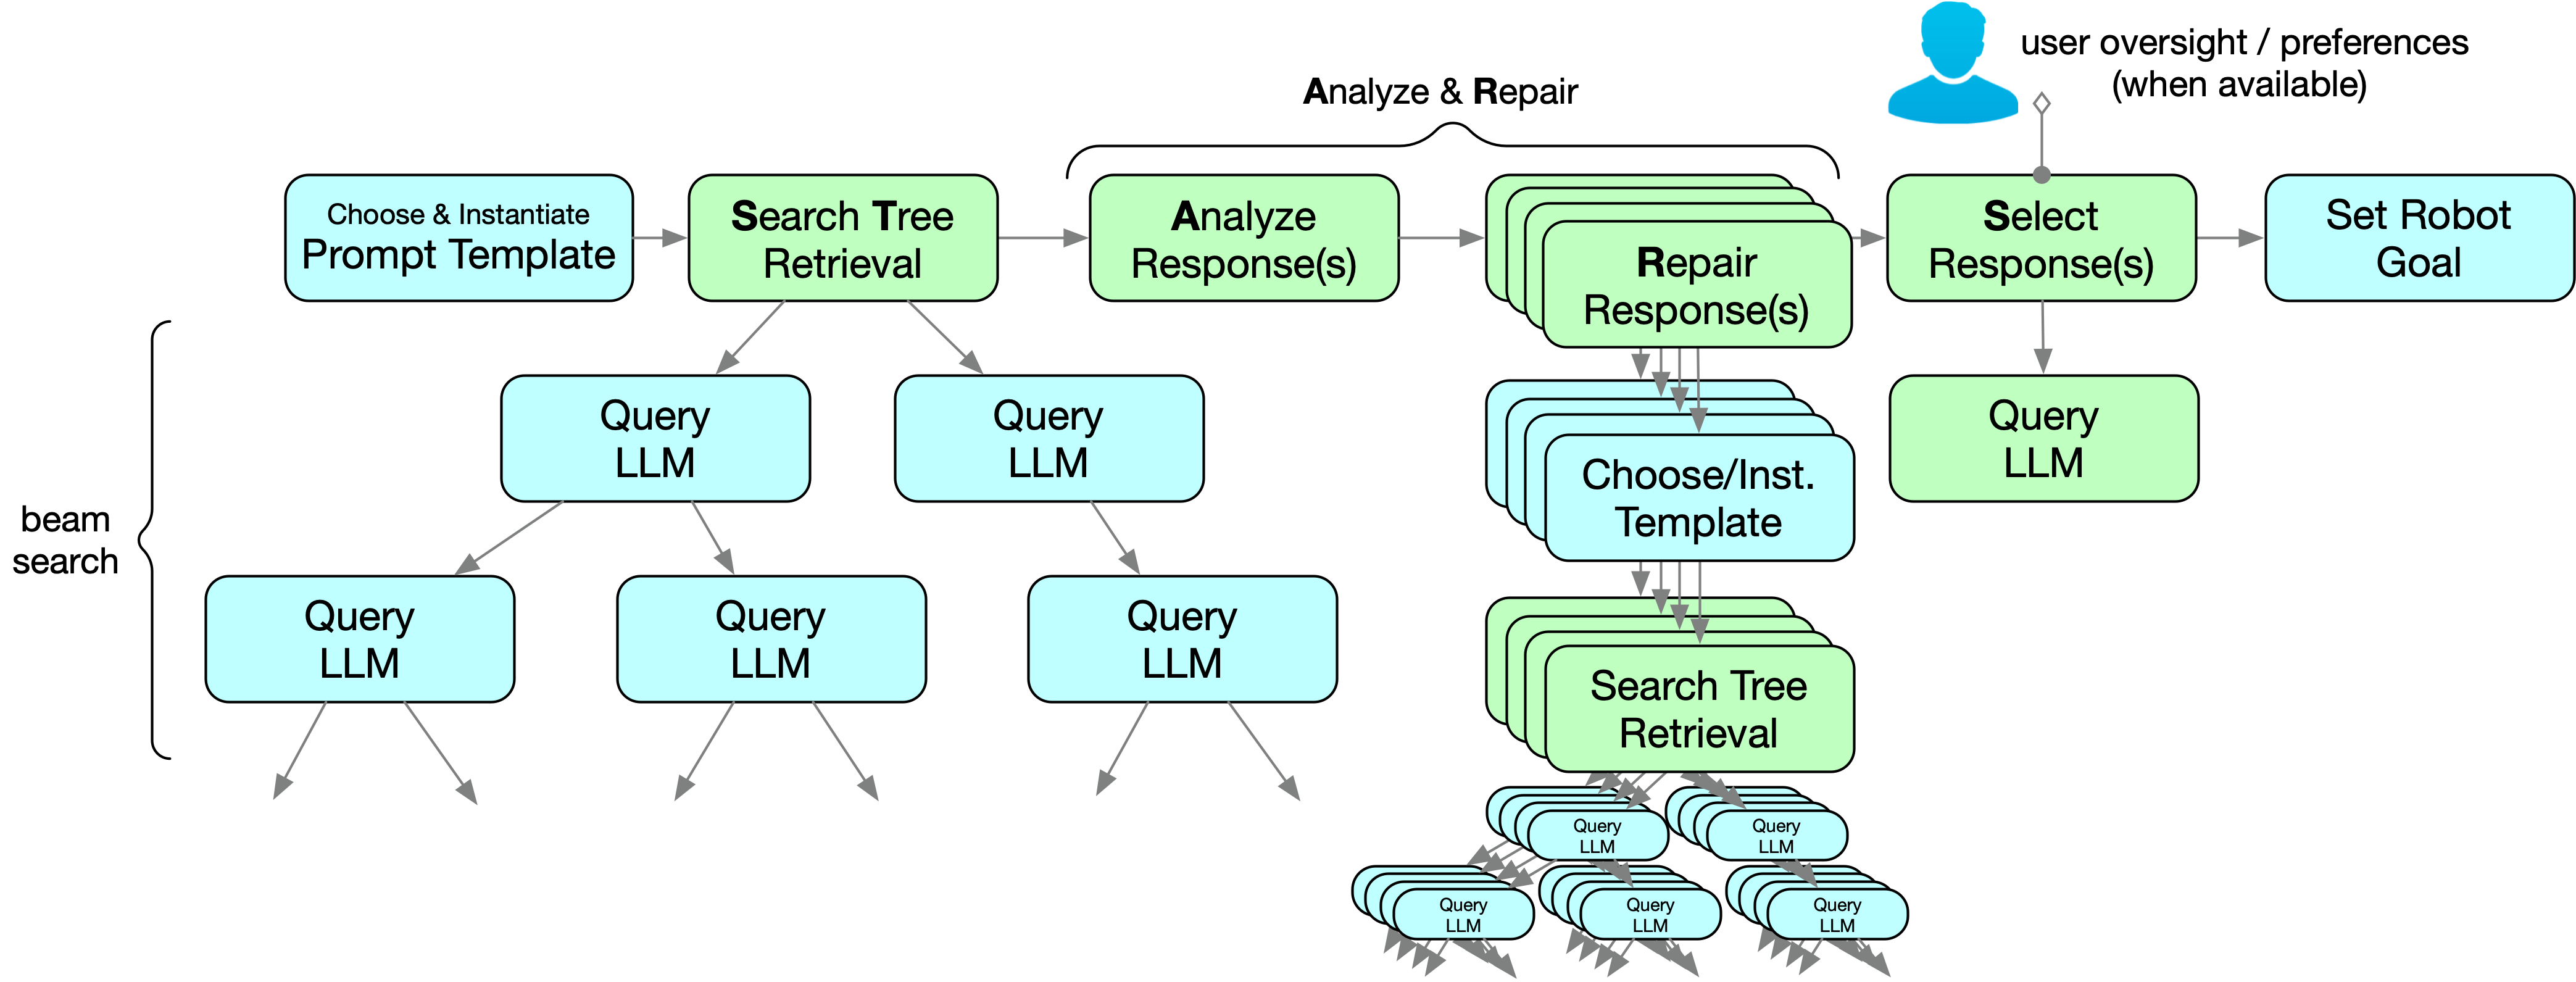 user oversight / preferences
(when available)
Analyze & Repair
Choose & Instantiate
Prompt Template
Search Tree
Retrieval
Analyze
Response(s)
Repair
Response(s)
Select
Response(s)
Set Robot
Goal
beam
search
Query
LLM
Query
LLM
Choose/Inst.
Template
Query
LLM
Query
LLM
Query
LLM
Query
LLM
Search Tree
Retrieval
Query
LLM
Query
LLM
Query
LLM
Query
LLM
Query
LLM